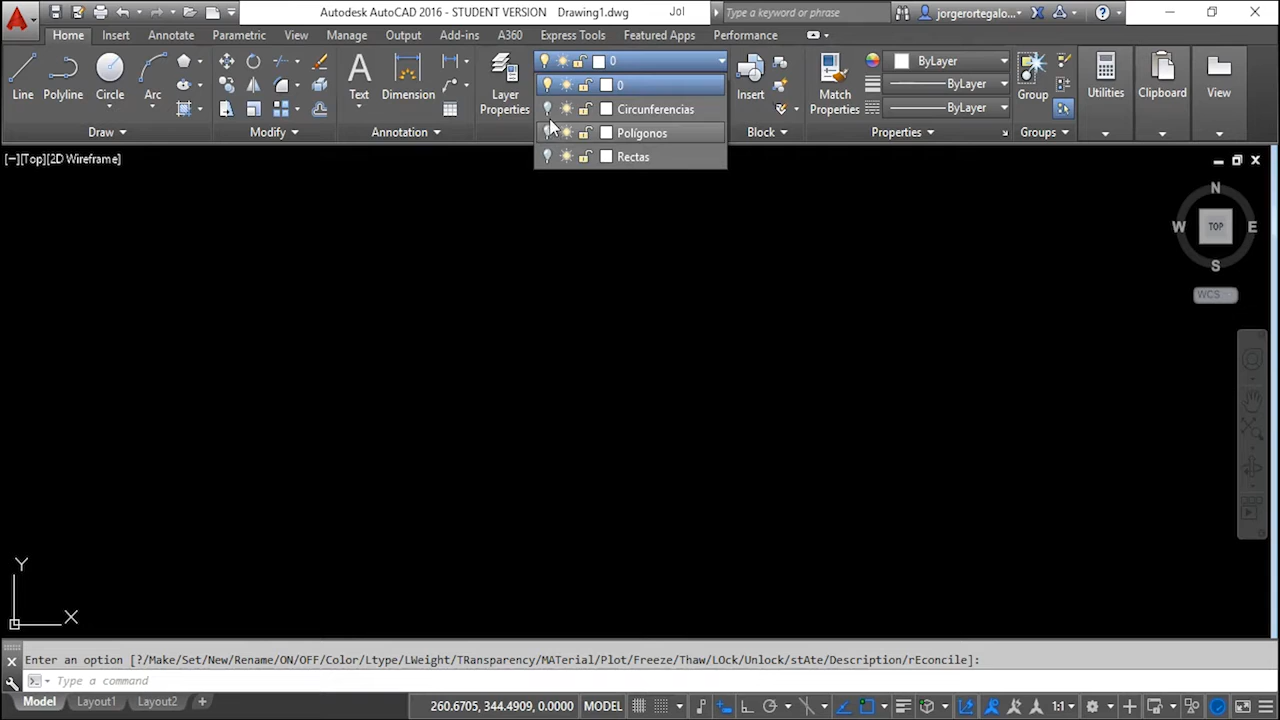 Autodesk AutoCAD 2016 - STUDENT VERSION Drawing1.dwg Jol Type a keyword or phrase jorgerortegalo...
Home Insert Annotate Parametric View Manage Output Add-ins A360 Express Tools Featured Apps Performance
0
ByLayer
0
Line Polyline Circle Arc Text Dimension Layer Properties Insert Match Properties ByLayer Group Utilities Clipboard View
Circunferencias
ByLayer
Draw Modify Annotation Polígonos Block Properties Groups
Rectas
[−][Top][2D Wireframe]
N
W TOP E
S
WCS
Y
X
Enter an option [?/Make/Set/New/Rename/ON/OFF/Color/Ltype/LWeight/TRansparency/MATerial/Plot/Freeze/Thaw/LOck/Unlock/stAte/Description/rEconcile]:
Type a command
Model Layout1 Layout2 + 260.6705, 344.4909, 0.0000 MODEL 1:1